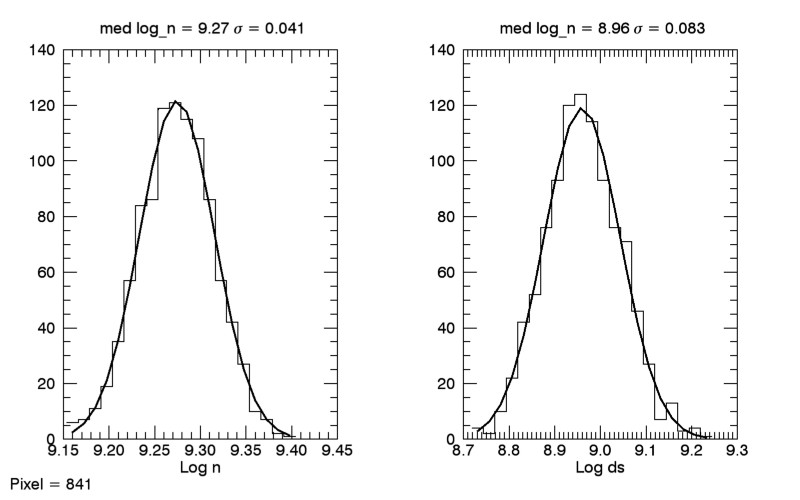 med log_n = 9.27 σ = 0.041
140
120
100
80
60
40
20
0
9.15 9.20 9.25 9.30 9.35 9.40 9.45
Log n
med log_n = 8.96 σ = 0.083
140
120
100
80
60
40
20
0
8.7 8.8 8.9 9.0 9.1 9.2 9.3
Log ds
Pixel = 841